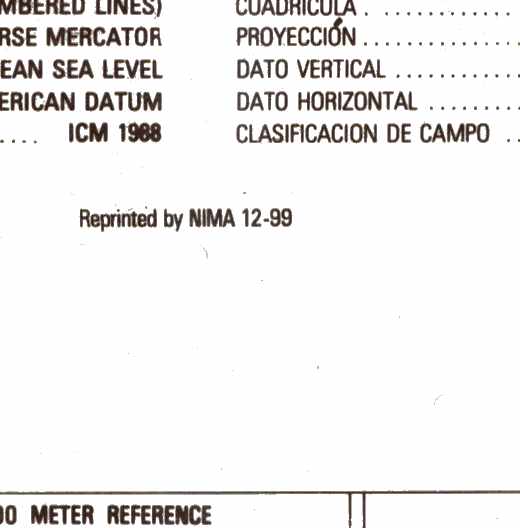 MBERED LINES)
RSE MERCATOR
EAN SEA LEVEL
ERICAN DATUM
.... ICM 1988
CUADRICULA . ............
PROYECCIÓN ..............
DATO VERTICAL ...........
DATO HORIZONTAL ........
CLASIFICACION DE CAMPO ..
Reprinted by NIMA 12-99
00 METER REFERENCE